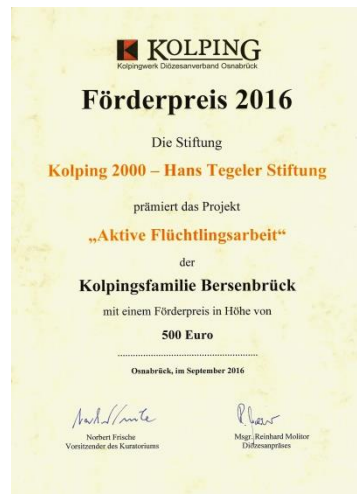 KOLPING
Kolpingwerk Diözesanverband Osnabrück
Förderpreis 2016
Die Stiftung
Kolping 2000 – Hans Tegeler Stiftung
prämiert das Projekt
„Aktive Flüchtlingsarbeit“
der
Kolpingsfamilie Bersenbrück
mit einem Förderpreis in Höhe von
500 Euro
Osnabrück, im September 2016
Norbert Frische Msgr. Reinhard Molitor
Vorsitzender des Kuratoriums Diözesanpräses